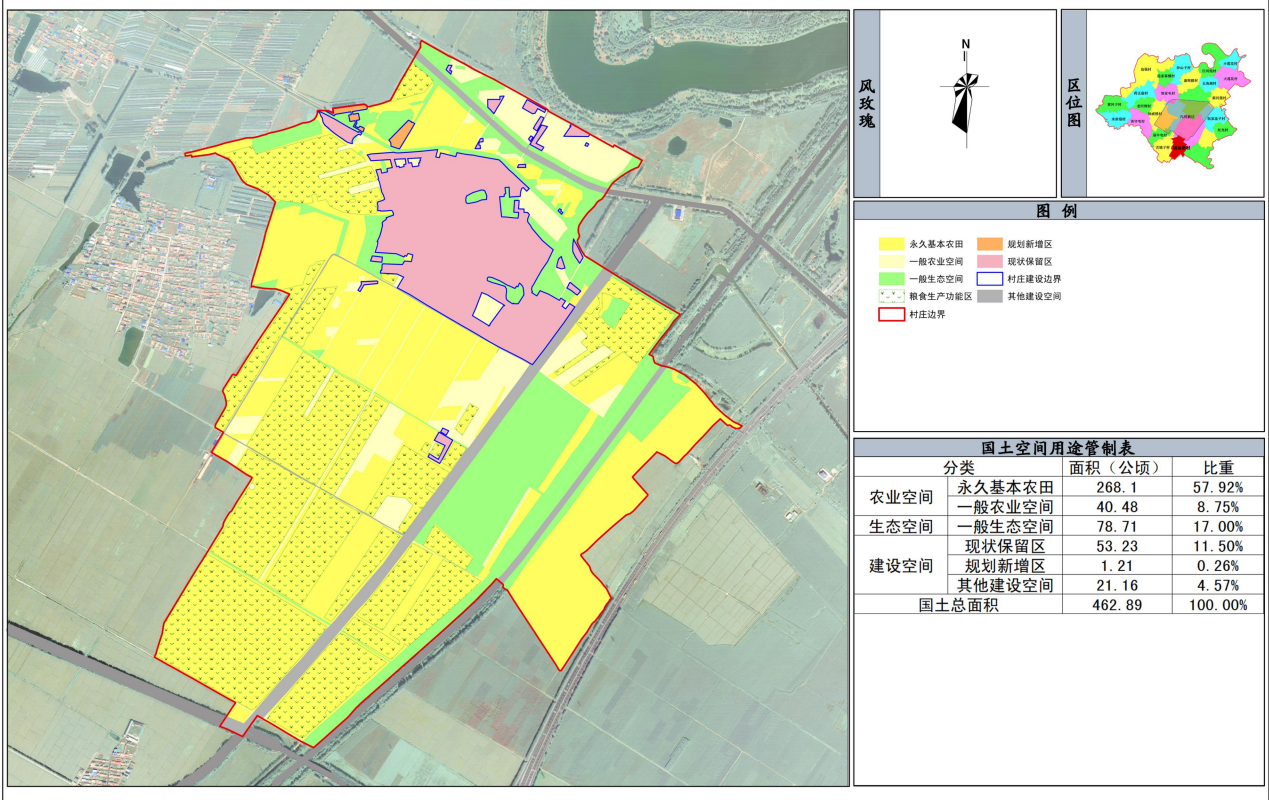 风玫瑰
N
区位图
图 例
永久基本农田
规划新增区
一般农业空间
现状保留区
一般生态空间
村庄建设边界
粮食生产功能区
其他建设空间
村庄边界
国土空间用途管制表
分类 面积（公顷） 比重
农业空间 永久基本农田 268.1 57.92%
一般农业空间 40.48 8.75%
生态空间 一般生态空间 78.71 17.00%
建设空间 现状保留区 53.23 11.50%
规划新增区 1.21 0.26%
其他建设空间 21.16 4.57%
国土总面积 462.89 100.00%